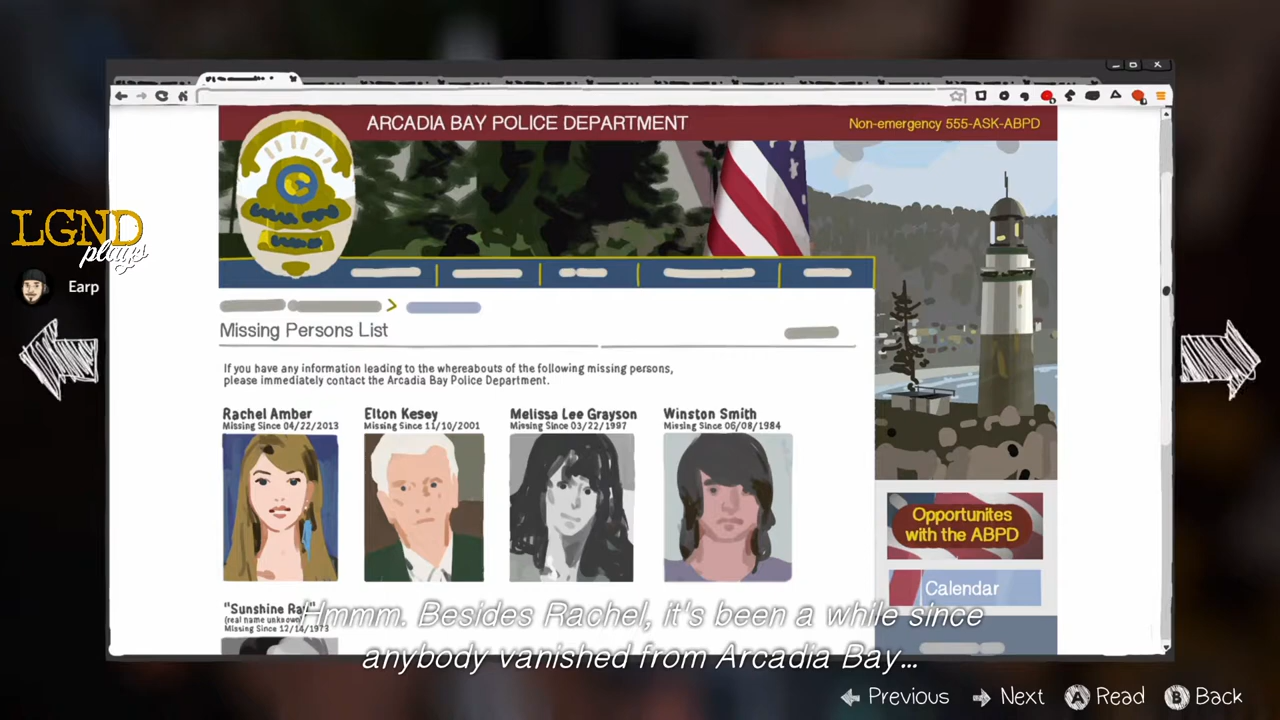 ARCADIA BAY POLICE DEPARTMENT
Non-emergency 555-ASK-ABPD
LGND
plays
Earp
Missing Persons List
If you have any information leading to the whereabouts of the following missing persons,
please immediately contact the Arcadia Bay Police Department.
Rachel Amber
Missing Since 04/22/2013
Elton Kesey
Missing Since 11/10/2001
Melissa Lee Grayson
Missing Since 03/22/1997
Winston Smith
Missing Since 06/08/1984
Opportunites
with the ABPD
Calendar
"Sunshine Ray"
(real name unknown)
Missing Since 12/14/1973
Hmmm. Besides Rachel, it's been a while since
anybody vanished from Arcadia Bay...
Previous
Next
A Read
B Back